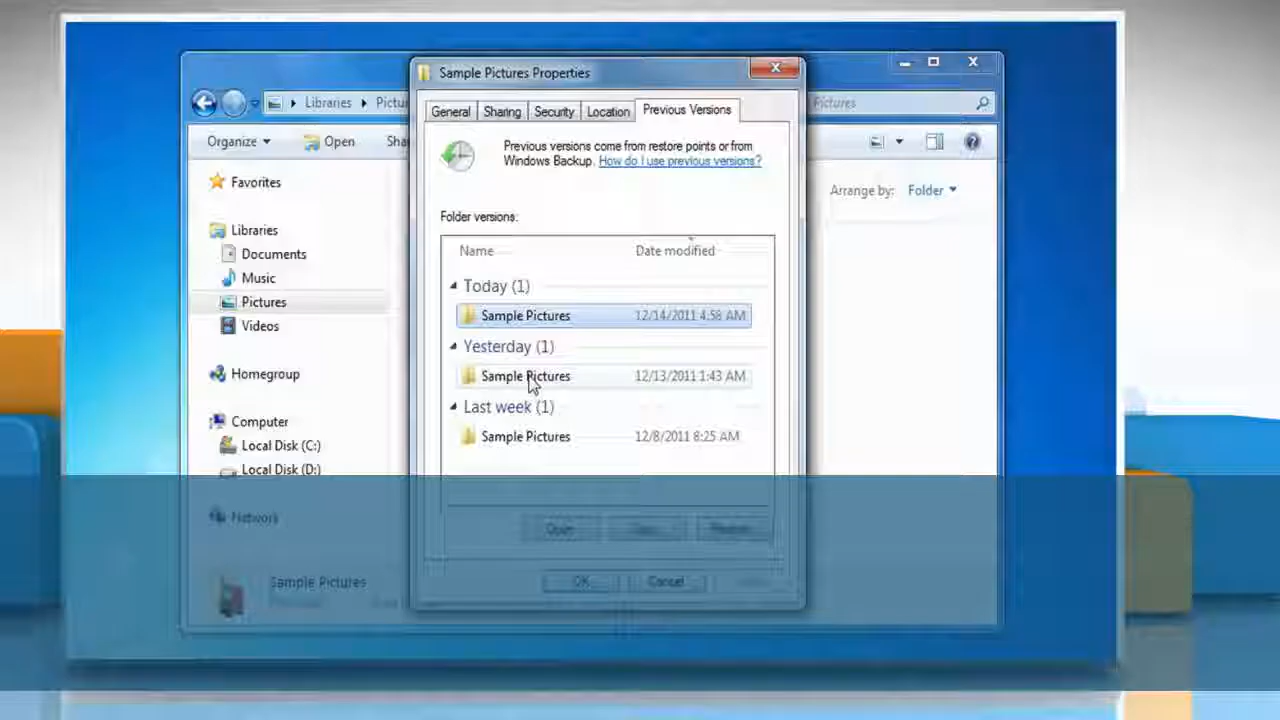 Sample Pictures Properties
Libraries
Pictu
Pictures
General
Sharing
Security
Location
Previous Versions
Organize
Open
Sha
Previous versions come from restore points or from
Windows Backup. How do I use previous versions?
Arrange by: Folder
Favorites
Libraries
Documents
Music
Pictures
Videos
Homegroup
Computer
Local Disk (C:)
Local Disk (D:)
Network
Folder versions:
Name Date modified
Today (1)
Sample Pictures 12/14/2011 4:58 AM
Yesterday (1)
Sample Pictures 12/13/2011 1:43 AM
Last week (1)
Sample Pictures 12/8/2011 8:25 AM
Open
OK
Cancel
Sample Pictures